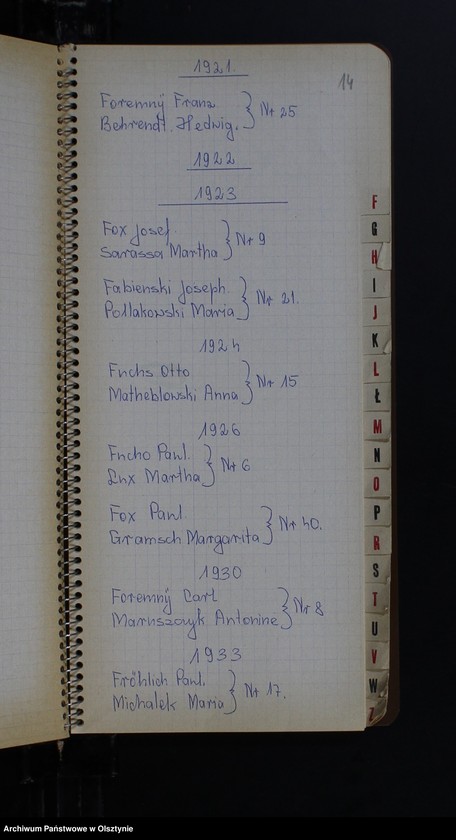 14
1921.
Foremný Franz
Behrendt Hedwig. } Nr 25
1922
1923
Fox Josef
Sarassa Martha } Nr 9
Fabienski Joseph
Pollakowski Maria } Nr 21.
1924
Fuchs Otto
Matheblowski Anna } Nr 15
1926
Fucho Paul.
Lux Martha } Nr 6
Fox Paul
Gramsch Margarita } Nr 40.
1930
Foremný Carl
Maruszczyk Antonine } Nr 8
1933
Fröhlich Paul.
Michalek Maria } Nr 17.
F
G
H
I
J
K
L
Ł
M
N
O
P
R
S
T
U
V
W
Z
Archiwum Państwowe w Olsztynie